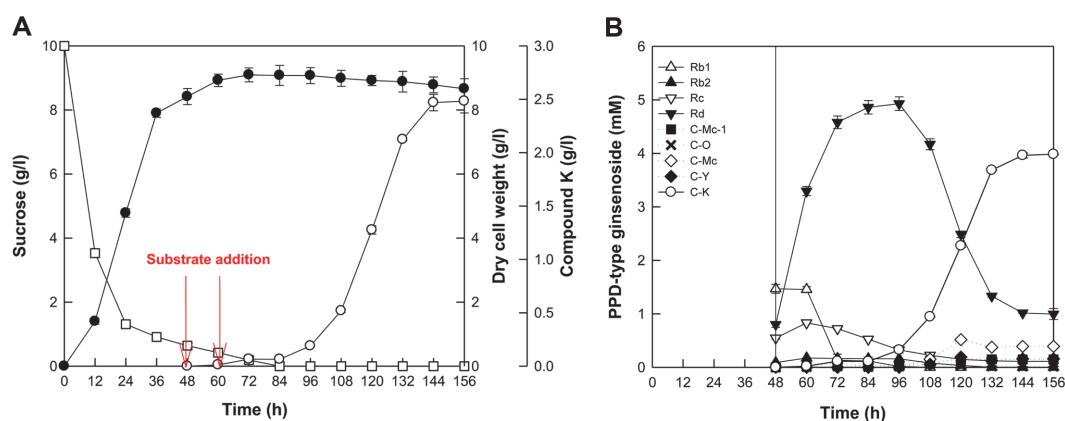 A
10
8
6
4
2
0
Sucrose (g/l)
Substrate addition
0 12 24 36 48 60 72 84 96 108 120 132 144 156
Time (h)
10
8
6
4
2
0
Dry cell weight (g/l)
3.0
2.5
2.0
1.5
1.0
0.5
0.0
Compound K (g/l)
B
6
5
4
3
2
1
0
PPD-type ginsenoside (mM)
Rb1
Rb2
Rc
Rd
C-Mc-1
C-O
C-Mc
C-Y
C-K
0 12 24 36 48 60 72 84 96 108 120 132 144 156
Time (h)